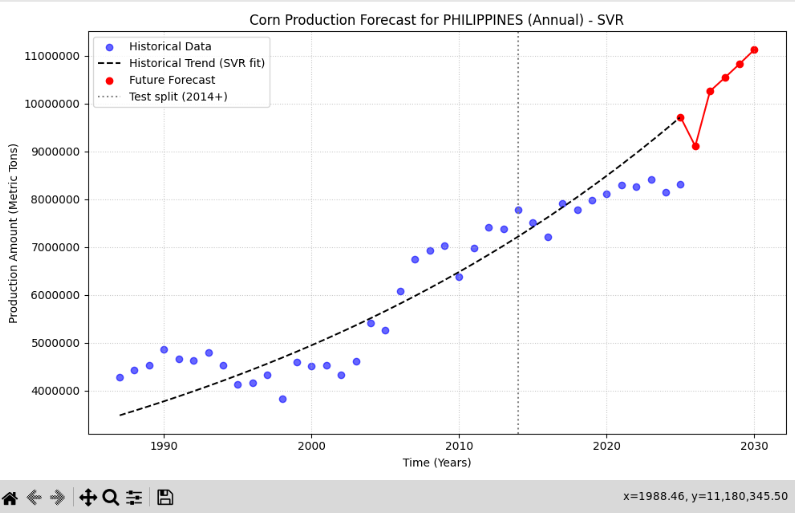 Corn Production Forecast for PHILIPPINES (Annual) - SVR
Historical Data
Historical Trend (SVR fit)
Future Forecast
Test split (2014+)
Production Amount (Metric Tons)
11000000
10000000
9000000
8000000
7000000
6000000
5000000
4000000
1990
2000
2010
2020
2030
Time (Years)
x=1988.46, y=11,180,345.50